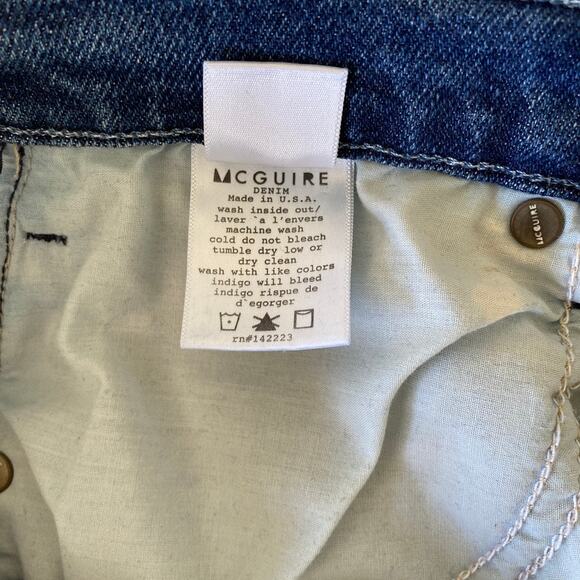 MCGUIRE
DENIM
Made in U.S.A.
wash inside out/
laver `a l'envers
machine wash
cold do not bleach
tumble dry low or
dry clean
wash with like colors
indigo will bleed
indigo rispue de
d`egorger
rn#142223
MCGUIRE